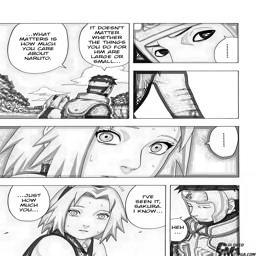 IT DOESN'T
MATTER
WHETHER
THE THINGS
YOU DO FOR
HIM ARE
LARGE OR
SMALL...
...WHAT
MATTERS IS
HOW MUCH
YOU CARE
ABOUT
NARUTO.
I'VE
SEEN IT,
SAKURA.
I KNOW...
...JUST
HOW MUCH
YOU...
HEH...